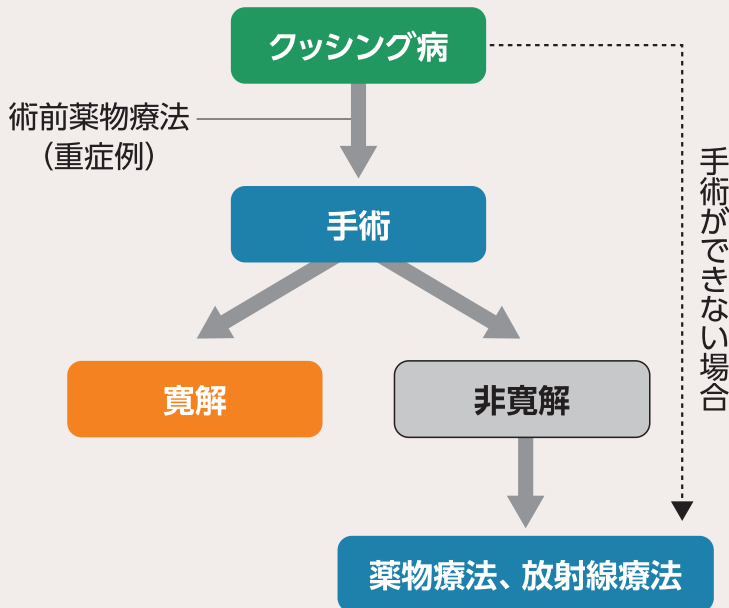 クッシング病
術前薬物療法
（重症例）
手術
手術ができない場合
寛解
非寛解
薬物療法、放射線療法